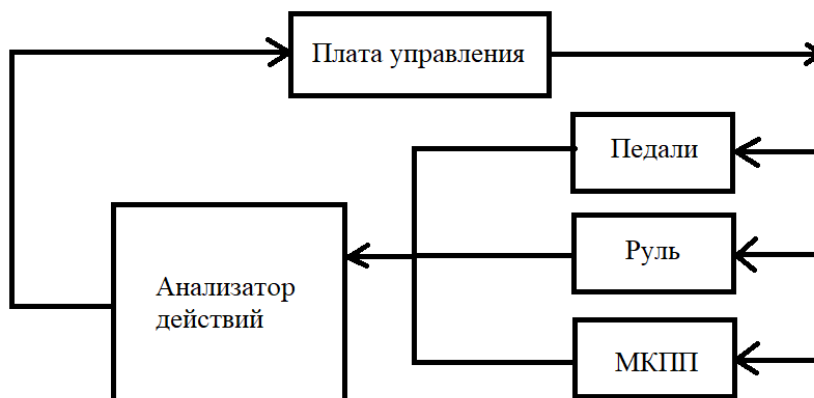 Плата управления
Педали
Руль
Анализатор
действий
МКПП